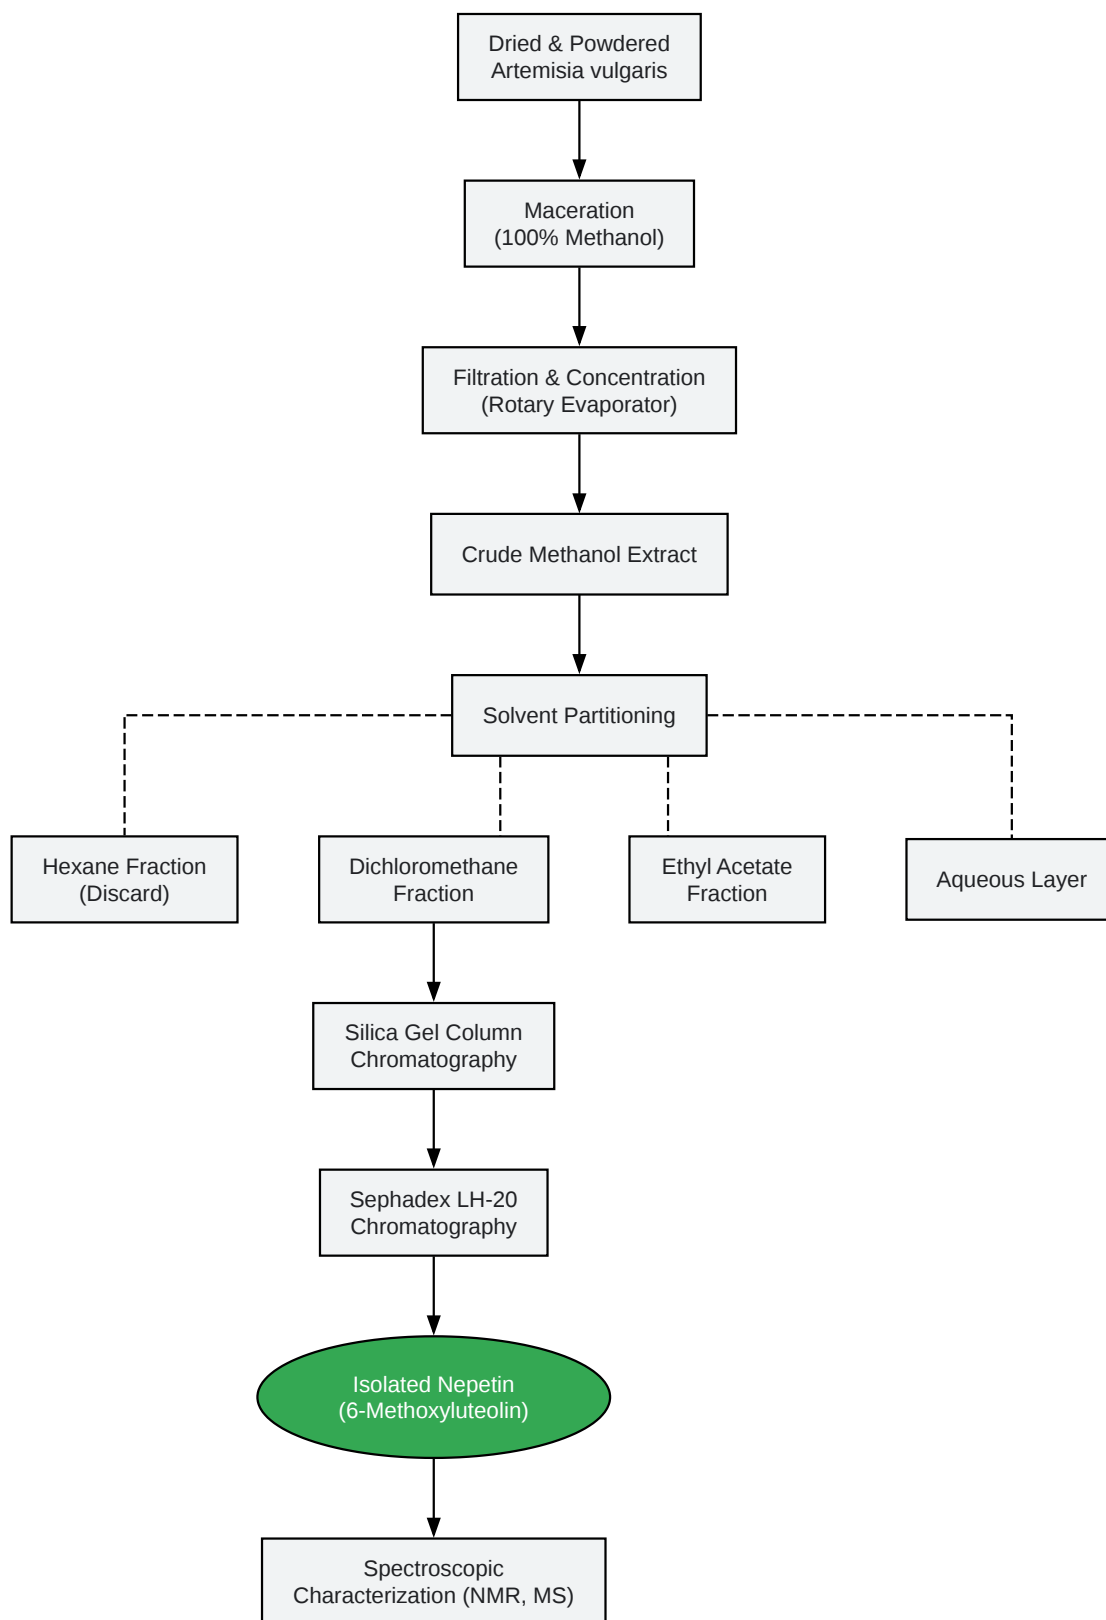 Dried & Powdered
Artemisia vulgaris
Maceration
(100% Methanol)
Filtration & Concentration
(Rotary Evaporator)
Crude Methanol Extract
Solvent Partitioning
Hexane Fraction
(Discard)
Dichloromethane
Fraction
Ethyl Acetate
Fraction
Aqueous Layer
Silica Gel Column
Chromatography
Sephadex LH-20
Chromatography
Isolated Nepetin
(6-Methoxyluteolin)
Spectroscopic
Characterization (NMR, MS)